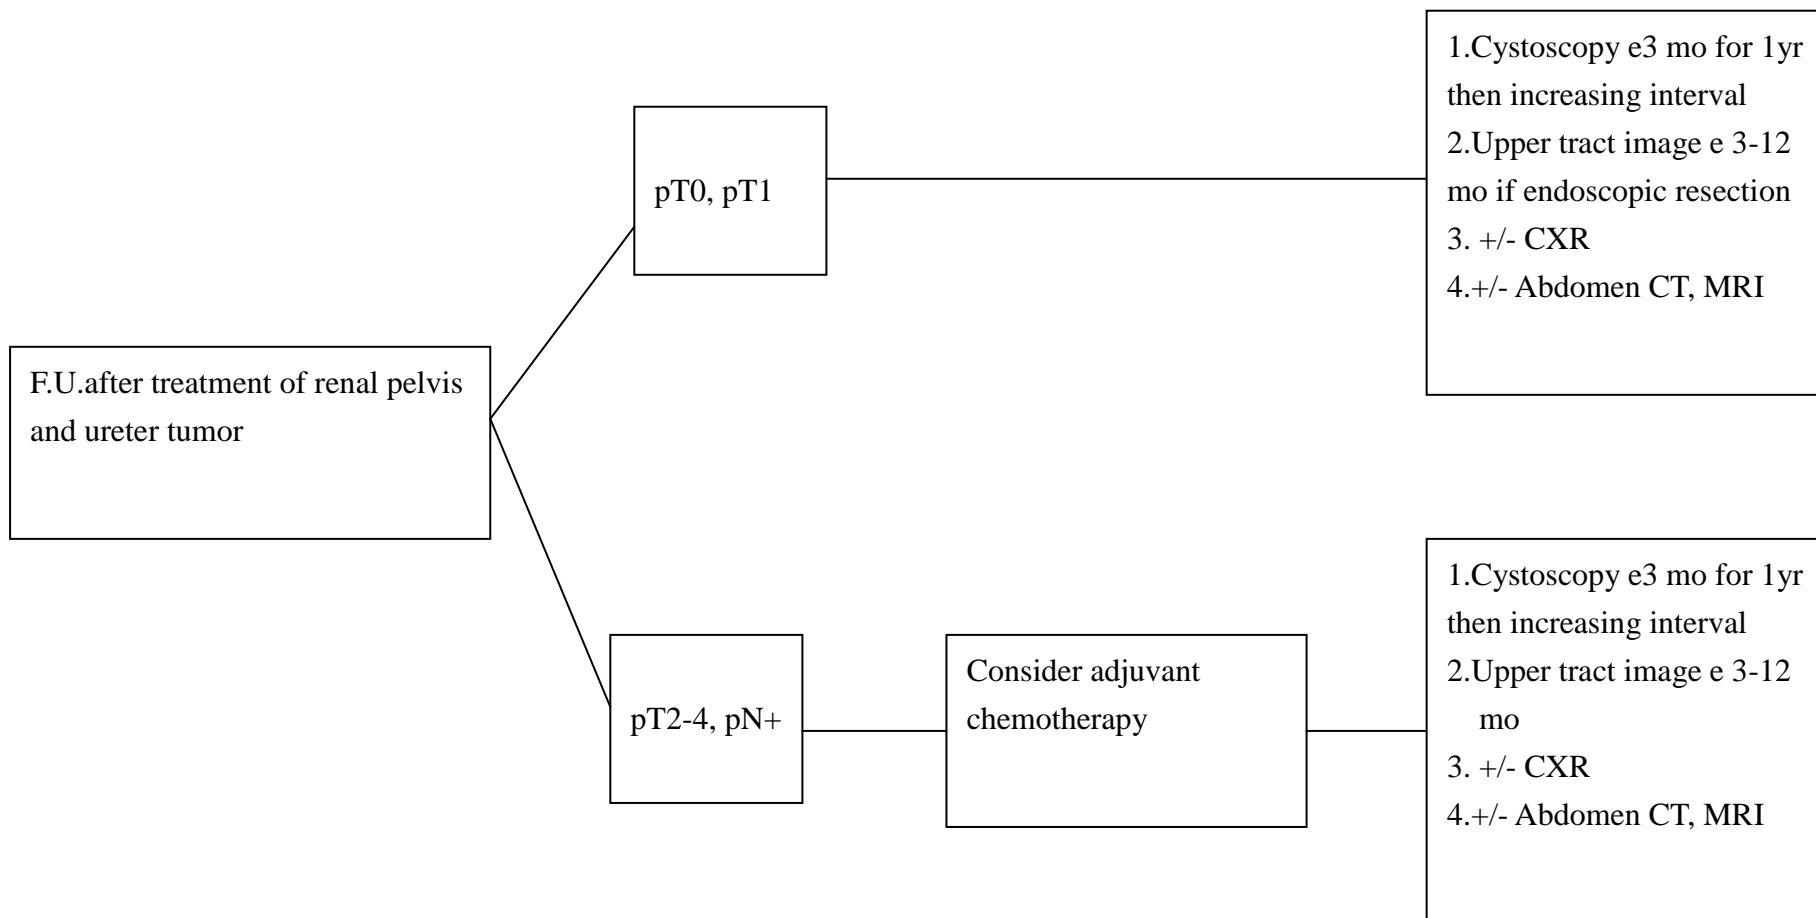 F.U.after treatment of renal pelvis
and ureter tumor
pT0, pT1
1.Cystoscopy e3 mo for 1yr
then increasing interval
2.Upper tract image e 3-12
mo if endoscopic resection
3. +/- CXR
4.+/- Abdomen CT, MRI
pT2-4, pN+
Consider adjuvant
chemotherapy
1.Cystoscopy e3 mo for 1yr
then increasing interval
2.Upper tract image e 3-12
mo
3. +/- CXR
4.+/- Abdomen CT, MRI